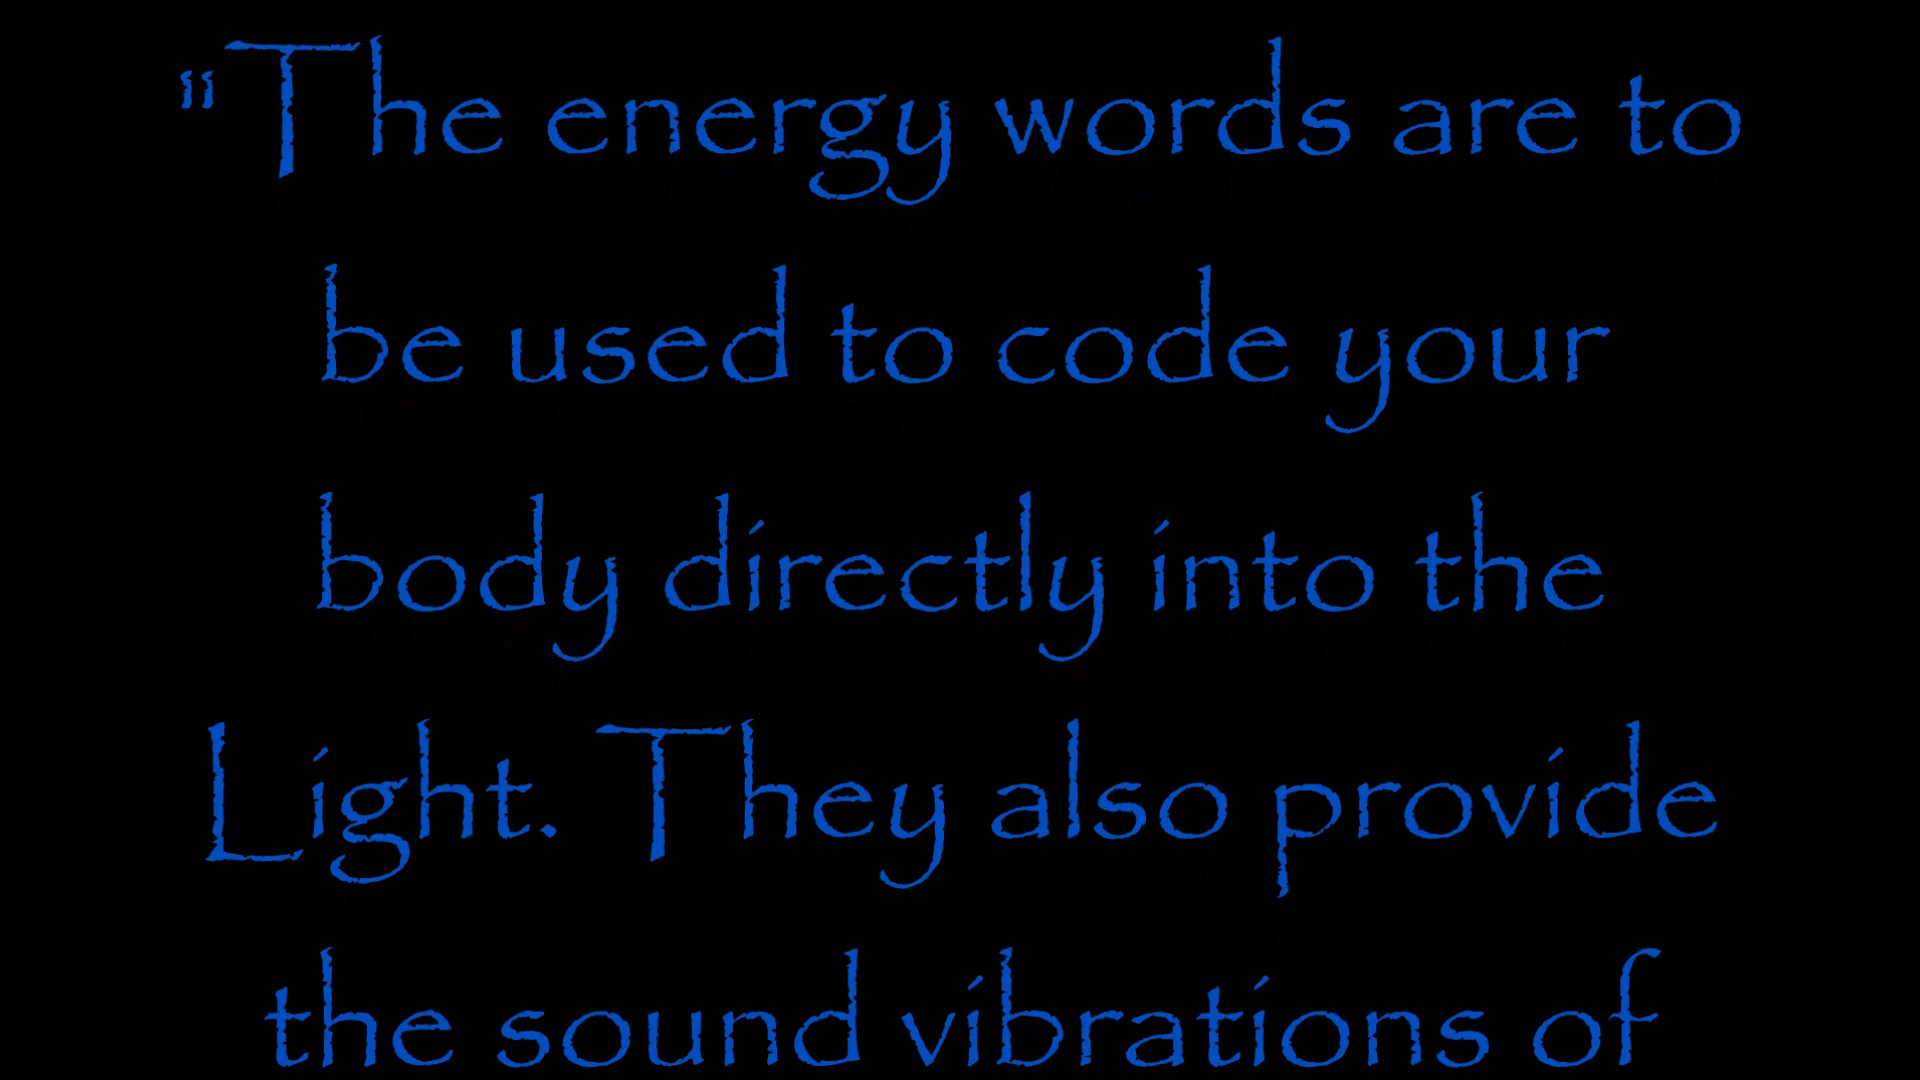 "The energy words are to
be used to code your
body directly into the
Light. They also provide
the sound vibrations of